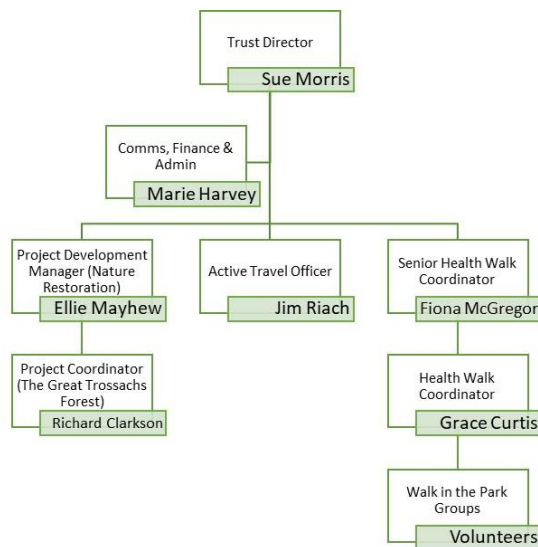 Trust Director
Sue Morris
Comms, Finance &
Admin
Marie Harvey
Project Development
Manager (Nature
Restoration)
Ellie Mayhew
Active Travel Officer
Jim Riach
Senior Health Walk
Coordinator
Fiona McGregor
Project Coordinator
(The Great Trossachs
Forest)
Richard Clarkson
Health Walk
Coordinator
Grace Curtis
Walk in the Park
Groups
Volunteers